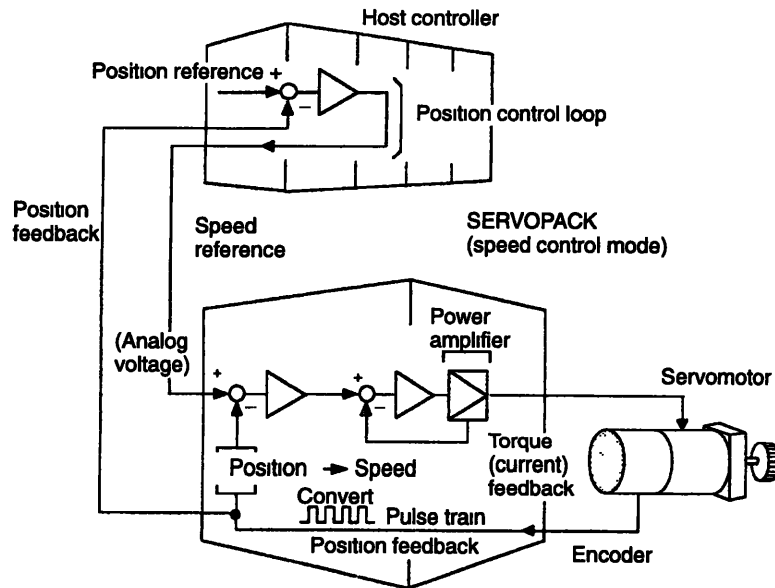 Host controller
Position reference +
−
Position control loop
Position
feedback
Speed
reference
SERVOPACK
(speed control mode)
(Analog
voltage)
Power
amplifier
+
−
+
−
Servomotor
Position → Speed
Convert
Torque
(current)
feedback
Pulse train
Position feedback
Encoder